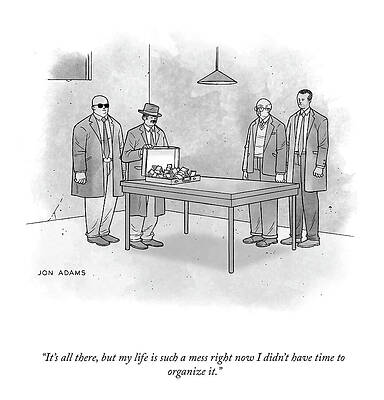 JON ADAMS
“It’s all there, but my life is such a mess right now I didn’t have time to
organize it.”